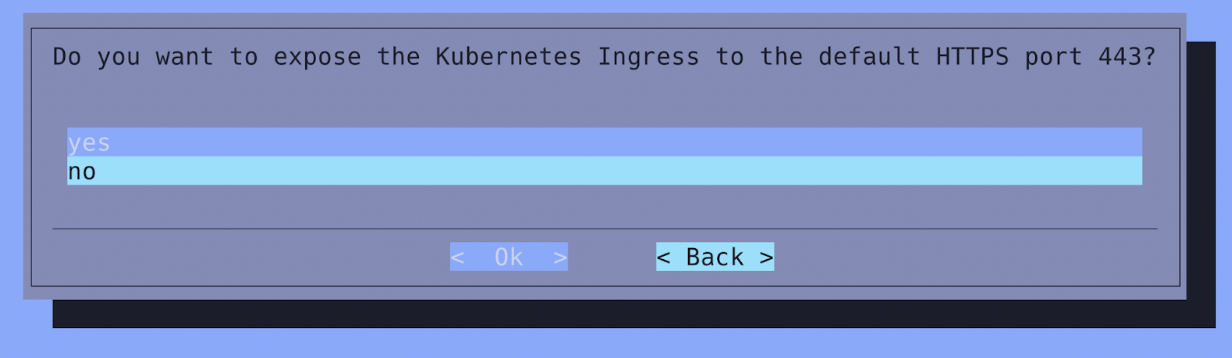 Do you want to expose the Kubernetes Ingress to the default HTTPS port 443?
yes
no
< Ok > < Back >